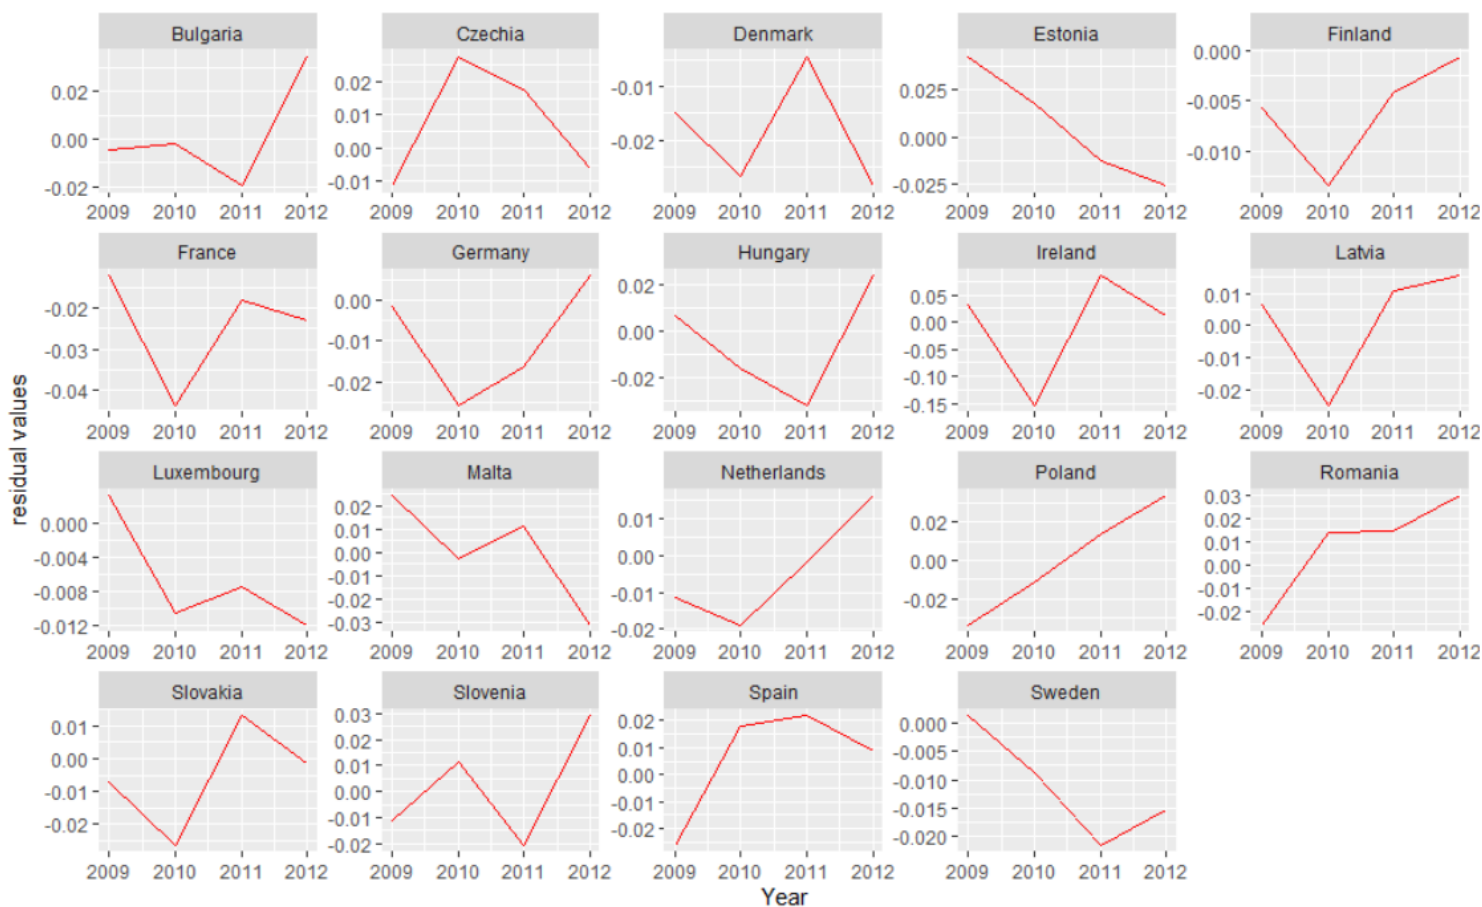 Bulgaria Czechia Denmark Estonia Finland
0.02 0.00 -0.02
0.02 0.01 0.00 -0.01
-0.01 -0.02
0.025 0.000 -0.025
0.000 -0.005 -0.010
2009 2010 2011 2012 2009 2010 2011 2012 2009 2010 2011 2012 2009 2010 2011 2012 2009 2010 2011 2012
France Germany Hungary Ireland Latvia
-0.02 -0.03 -0.04
0.00 -0.01 -0.02
0.02 0.00 -0.02
0.05 0.00 -0.05 -0.10 -0.15
0.01 0.00 -0.01 -0.02
2009 2010 2011 2012 2009 2010 2011 2012 2009 2010 2011 2012 2009 2010 2011 2012 2009 2010 2011 2012
residual values
Luxembourg Malta Netherlands Poland Romania
0.000 -0.004 -0.008 -0.012
0.02 0.01 0.00 -0.01 -0.02 -0.03
0.01 0.00 -0.01 -0.02
0.02 0.00 -0.02
0.03 0.02 0.01 0.00 -0.01 -0.02
2009 2010 2011 2012 2009 2010 2011 2012 2009 2010 2011 2012 2009 2010 2011 2012 2009 2010 2011 2012
Slovakia Slovenia Spain Sweden
0.01 0.00 -0.01 -0.02
0.03 0.02 0.01 0.00 -0.01 -0.02
0.02 0.01 0.00 -0.01 -0.02
0.000 -0.005 -0.010 -0.015 -0.020
2009 2010 2011 2012 2009 2010 2011 2012 2009 2010 2011 2012 2009 2010 2011 2012
Year